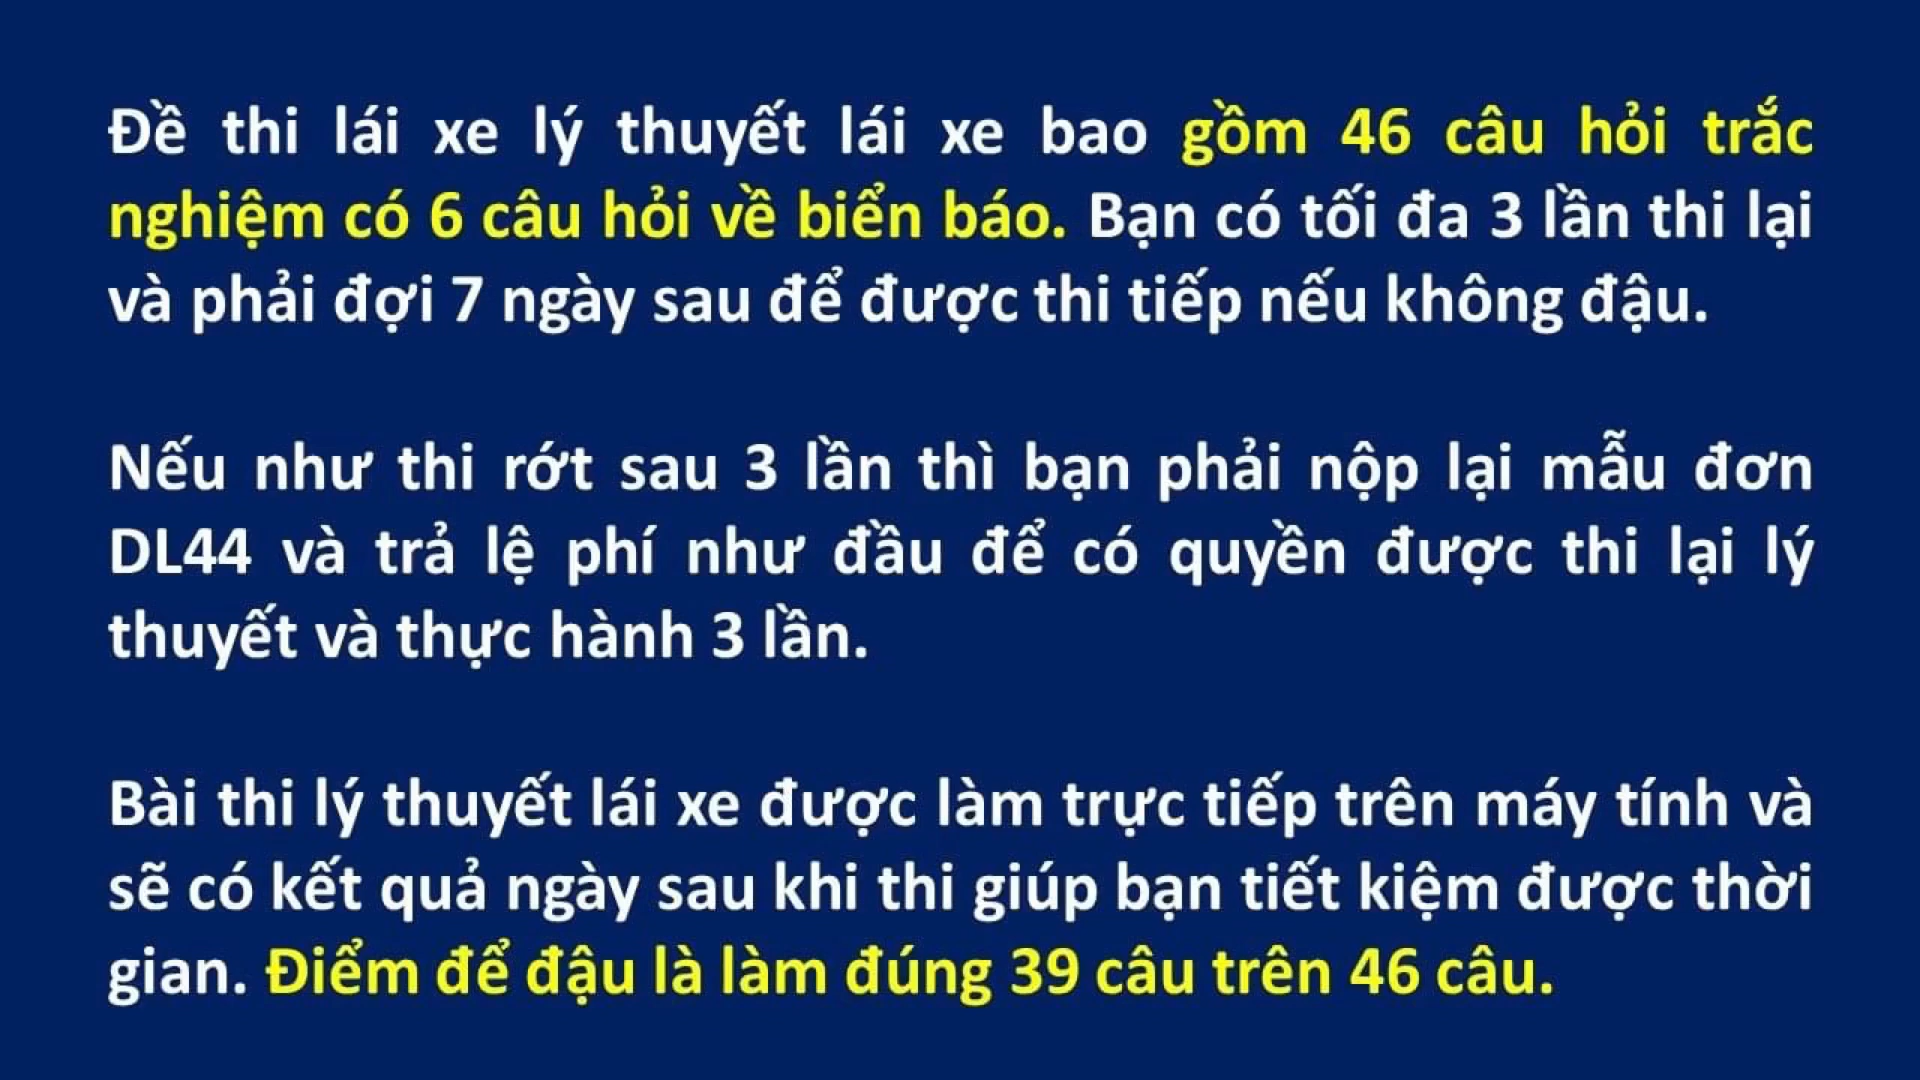 Đề thi lái xe lý thuyết lái xe bao gồm 46 câu hỏi trắc
nghiệm có 6 câu hỏi về biển báo. Bạn có tối đa 3 lần thi lại
và phải đợi 7 ngày sau để được thi tiếp nếu không đậu.
Nếu như thi rớt sau 3 lần thì bạn phải nộp lại mẫu đơn
DL44 và trả lệ phí như đầu để có quyền được thi lại lý
thuyết và thực hành 3 lần.
Bài thi lý thuyết lái xe được làm trực tiếp trên máy tính và
sẽ có kết quả ngày sau khi thi giúp bạn tiết kiệm được thời
gian. Điểm để đậu là làm đúng 39 câu trên 46 câu.